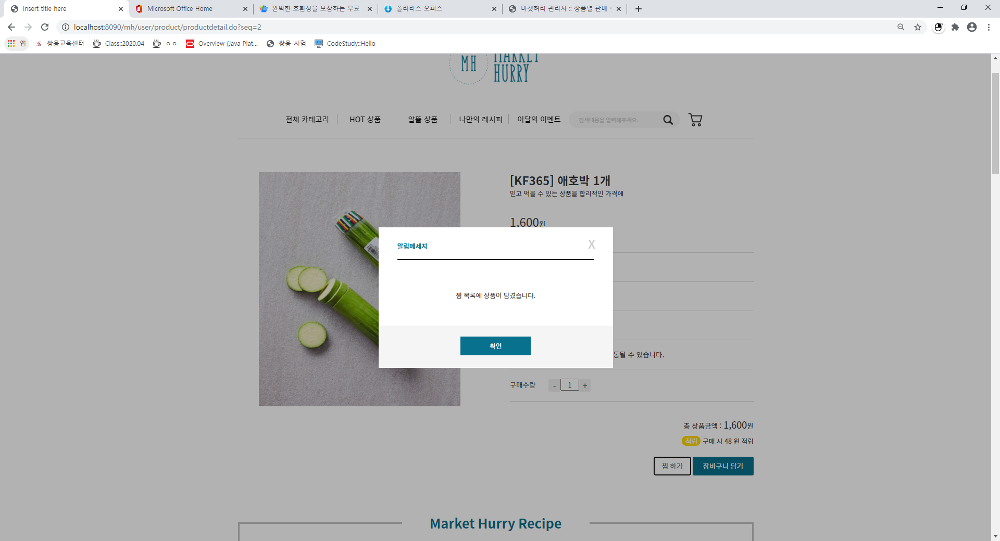 Insert title here
Microsoft Office Home
완벽한 호환성을 보장하는 무료
폴라리스 오피스
마켓허리 관리자 :: 상품별 판매
localhost:8090/mh/user/product/productdetail.do?seq=2
앱
쌍용교육센터
Class::2020.04
ㅇㅇ
Overview (Java Plat...
쌍용-시험
CodeStudy::Hello
MH
MARKET
HURRY
전체 카테고리
HOT 상품
알뜰 상품
나만의 레시피
이달의 이벤트
검색내용을 입력해주세요.
[KF365] 애호박 1개
믿고 먹을 수 있는 상품을 합리적인 가격에
1,600원
알림메세지
X
찜 목록에 상품이 담겼습니다.
확인
동될 수 있습니다.
구매수량
- 1 +
총 상품금액 : 1,600원
적립 구매 시 48 원 적립
찜 하기
장바구니 담기
Market Hurry Recipe